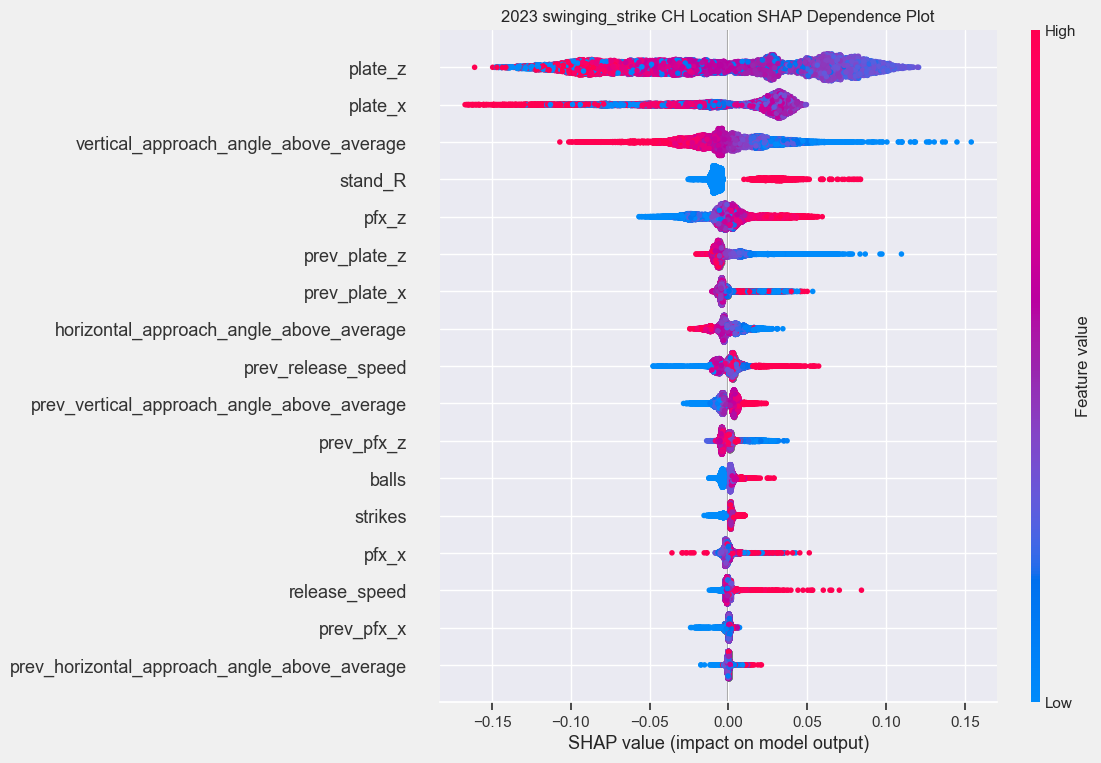 2023 swinging_strike CH Location SHAP Dependence Plot
High
plate_z
plate_x
vertical_approach_angle_above_average
stand_R
pfx_z
prev_plate_z
prev_plate_x
horizontal_approach_angle_above_average
prev_release_speed
prev_vertical_approach_angle_above_average
prev_pfx_z
balls
strikes
pfx_x
release_speed
prev_pfx_x
prev_horizontal_approach_angle_above_average
Feature value
Low
−0.15 −0.10 −0.05 0.00 0.05 0.10 0.15
SHAP value (impact on model output)